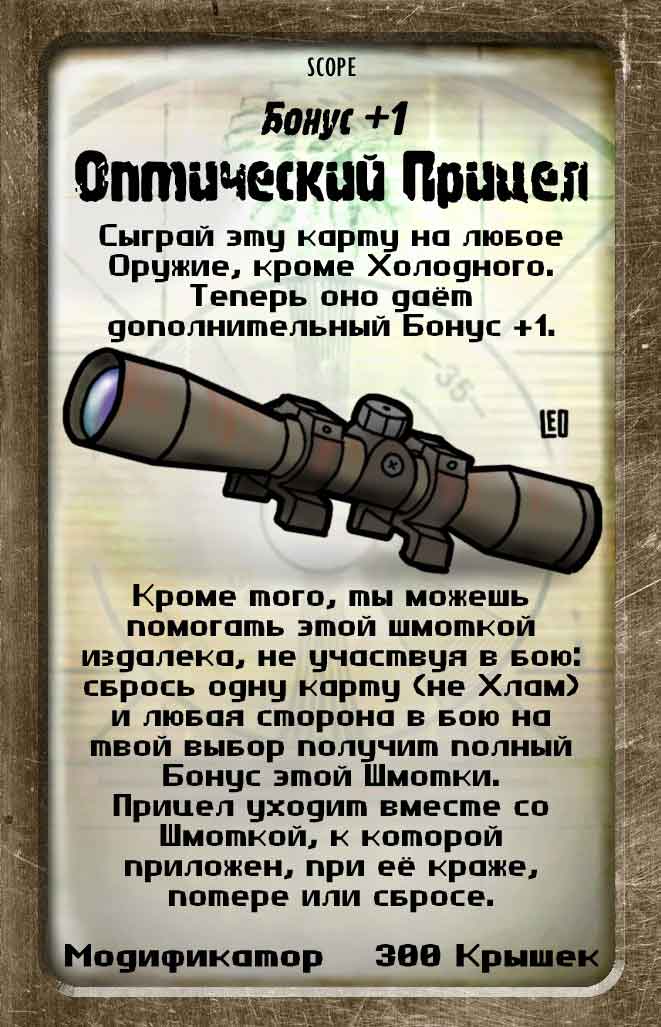 SCOPE
Бонус +1
Оптический Прицел
Сыграй эту карту на любое
Оружие, кроме Холодного.
Теперь оно даёт
дополнительный Бонус +1.
-35-
LEO
Кроме того, ты можешь
помогать этой шмоткой
издалека, не участвуя в бою:
сбрось одну карту (не Хлам)
и любая сторона в бою на
твой выбор получит полный
Бонус этой Шмотки.
Прицел уходит вместе со
Шмоткой, к которой
приложен, при её краже,
потере или сбросе.
Модификатор 300 Крышек